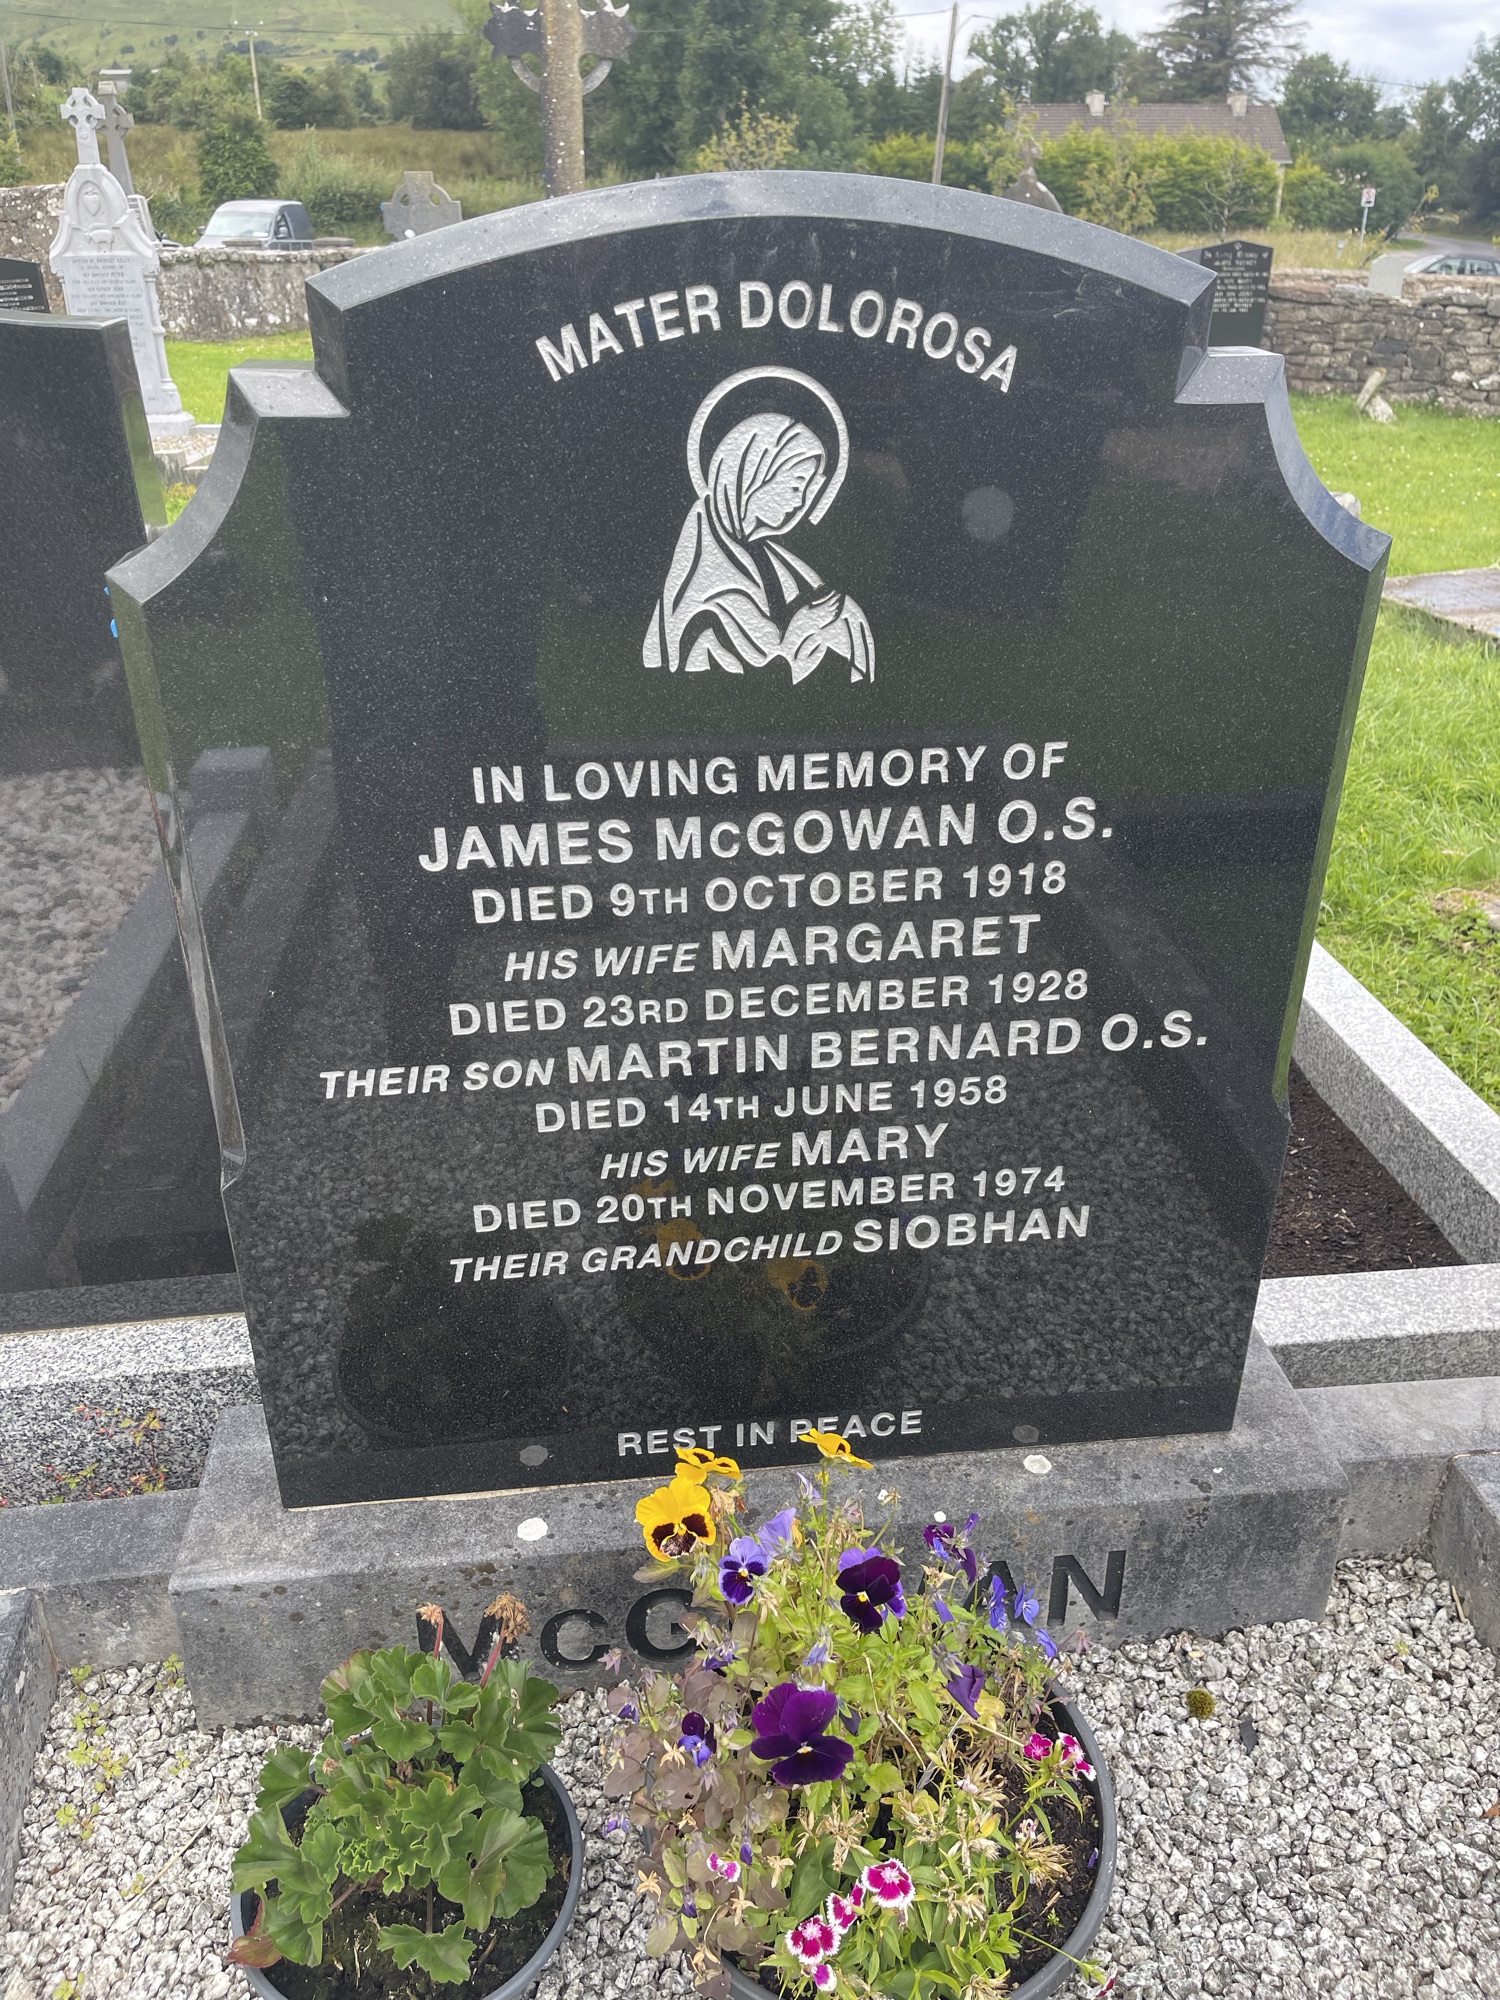 MATER DOLOROSA
IN LOVING MEMORY OF
JAMES McGOWAN O.S.
DIED 9TH OCTOBER 1918
HIS WIFE MARGARET
DIED 23RD DECEMBER 1928
THEIR SON MARTIN BERNARD O.S.
DIED 14TH JUNE 1958
HIS WIFE MARY
DIED 20TH NOVEMBER 1974
THEIR GRANDCHILD SIOBHAN
REST IN PEACE